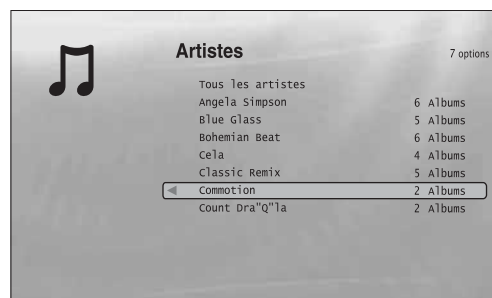 Artistes 7 options
Tous les artistes
Angela Simpson 6 Albums
Blue Glass 5 Albums
Bohemian Beat 6 Albums
Cela 4 Albums
Classic Remix 5 Albums
Commotion 2 Albums
Count Dra"Q"la 2 Albums